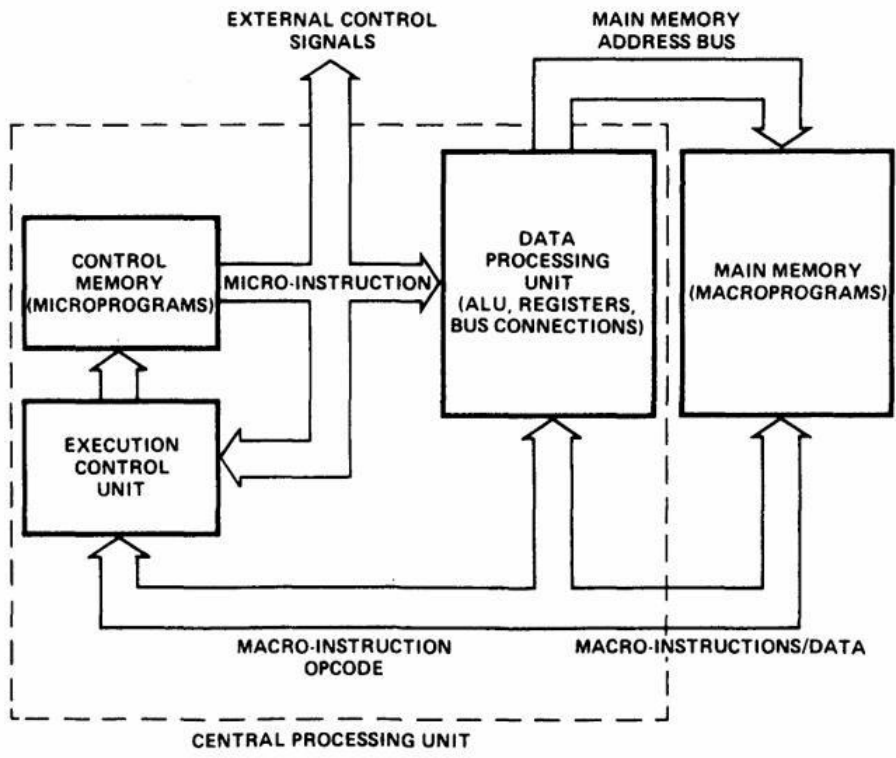 EXTERNAL CONTROL
SIGNALS
MAIN MEMORY
ADDRESS BUS
CONTROL
MEMORY
(MICROPROGRAMS)
MICRO-INSTRUCTION
DATA
PROCESSING
UNIT
(ALU, REGISTERS,
BUS CONNECTIONS)
MAIN MEMORY
(MACROPROGRAMS)
EXECUTION
CONTROL
UNIT
MACRO-INSTRUCTION
OPCODE
MACRO-INSTRUCTIONS/DATA
CENTRAL PROCESSING UNIT